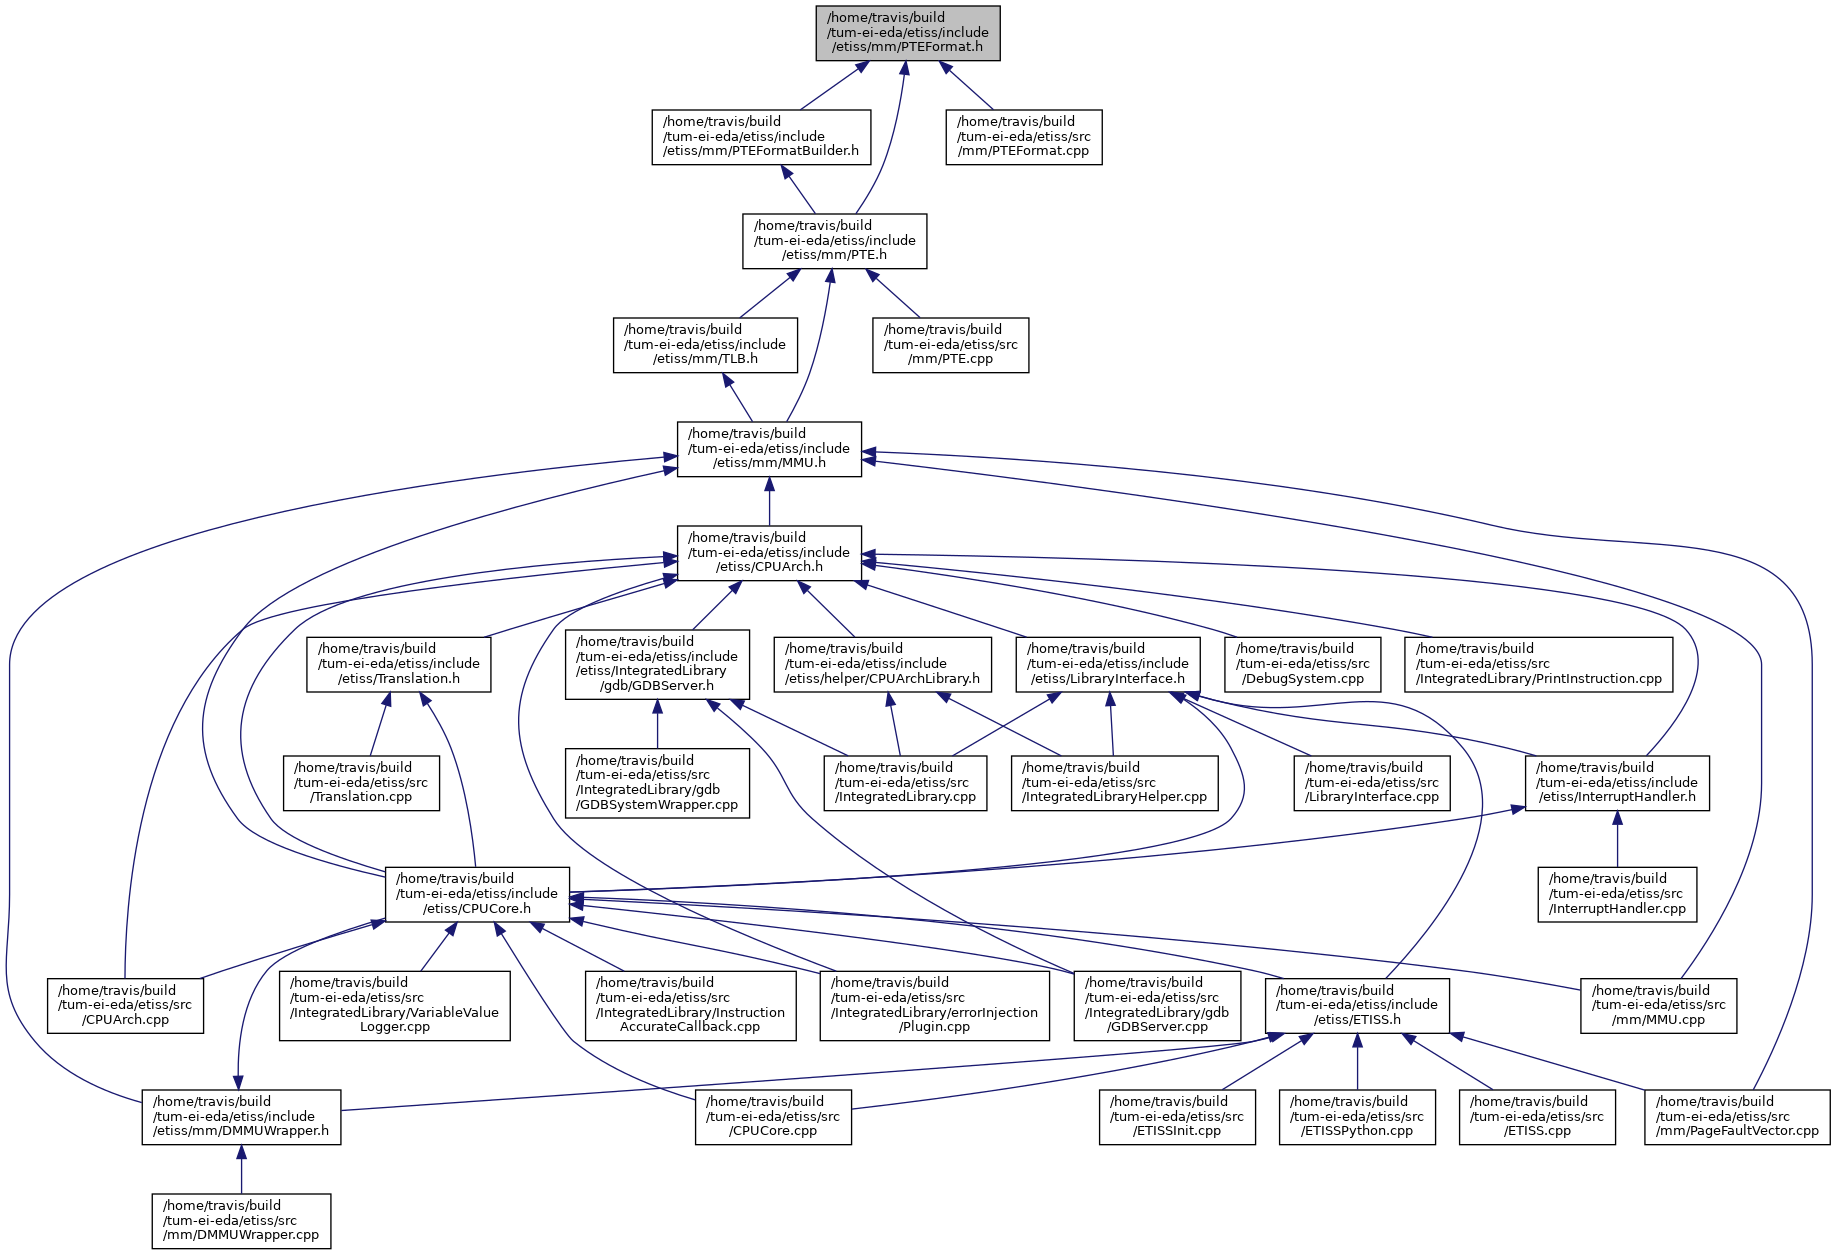 /home/travis/build
/tum-ei-eda/etiss/include
/etiss/mm/PTEFormat.h
/home/travis/build
/tum-ei-eda/etiss/include
/etiss/mm/PTEFormatBuilder.h
/home/travis/build
/tum-ei-eda/etiss/src
/mm/PTEFormat.cpp
/home/travis/build
/tum-ei-eda/etiss/include
/etiss/mm/PTE.h
/home/travis/build
/tum-ei-eda/etiss/include
/etiss/mm/TLB.h
/home/travis/build
/tum-ei-eda/etiss/src
/mm/PTE.cpp
/home/travis/build
/tum-ei-eda/etiss/include
/etiss/mm/MMU.h
/home/travis/build
/tum-ei-eda/etiss/include
/etiss/CPUArch.h
/home/travis/build
/tum-ei-eda/etiss/include
/etiss/Translation.h
/home/travis/build
/tum-ei-eda/etiss/include
/etiss/IntegratedLibrary
/gdb/GDBServer.h
/home/travis/build
/tum-ei-eda/etiss/include
/etiss/helper/CPUArchLibrary.h
/home/travis/build
/tum-ei-eda/etiss/include
/etiss/LibraryInterface.h
/home/travis/build
/tum-ei-eda/etiss/src
/DebugSystem.cpp
/home/travis/build
/tum-ei-eda/etiss/src
/IntegratedLibrary/PrintInstruction.cpp
/home/travis/build
/tum-ei-eda/etiss/src
/Translation.cpp
/home/travis/build
/tum-ei-eda/etiss/src
/IntegratedLibrary/gdb
/GDBSystemWrapper.cpp
/home/travis/build
/tum-ei-eda/etiss/src
/IntegratedLibrary.cpp
/home/travis/build
/tum-ei-eda/etiss/src
/IntegratedLibraryHelper.cpp
/home/travis/build
/tum-ei-eda/etiss/src
/LibraryInterface.cpp
/home/travis/build
/tum-ei-eda/etiss/include
/etiss/InterruptHandler.h
/home/travis/build
/tum-ei-eda/etiss/include
/etiss/CPUCore.h
/home/travis/build
/tum-ei-eda/etiss/src
/InterruptHandler.cpp
/home/travis/build
/tum-ei-eda/etiss/src
/CPUArch.cpp
/home/travis/build
/tum-ei-eda/etiss/src
/IntegratedLibrary/VariableValue
Logger.cpp
/home/travis/build
/tum-ei-eda/etiss/src
/IntegratedLibrary/Instruction
AccurateCallback.cpp
/home/travis/build
/tum-ei-eda/etiss/src
/IntegratedLibrary/errorInjection
/Plugin.cpp
/home/travis/build
/tum-ei-eda/etiss/src
/IntegratedLibrary/gdb
/GDBServer.cpp
/home/travis/build
/tum-ei-eda/etiss/include
/etiss/ETISS.h
/home/travis/build
/tum-ei-eda/etiss/src
/mm/MMU.cpp
/home/travis/build
/tum-ei-eda/etiss/include
/etiss/mm/DMMUWrapper.h
/home/travis/build
/tum-ei-eda/etiss/src
/CPUCore.cpp
/home/travis/build
/tum-ei-eda/etiss/src
/ETISSInit.cpp
/home/travis/build
/tum-ei-eda/etiss/src
/ETISSPython.cpp
/home/travis/build
/tum-ei-eda/etiss/src
/ETISS.cpp
/home/travis/build
/tum-ei-eda/etiss/src
/mm/PageFaultVector.cpp
/home/travis/build
/tum-ei-eda/etiss/src
/mm/DMMUWrapper.cpp